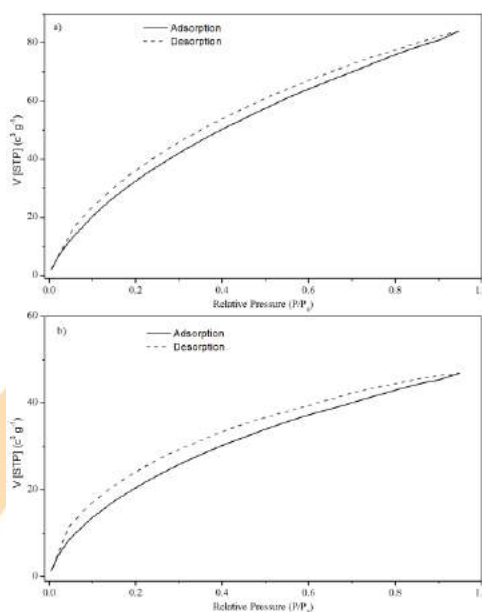 a)
Adsorption
Desorption
V [STP] (c³ g⁻¹)
80
60
40
20
0
0.0 0.2 0.4 0.6 0.8 1.
Relative Pressure (P/P₀)
b)
Adsorption
Desorption
V [STP] (c³ g⁻¹)
60
40
20
0
0.0 0.2 0.4 0.6 0.8 1.
Relative Pressure (P/P₀)